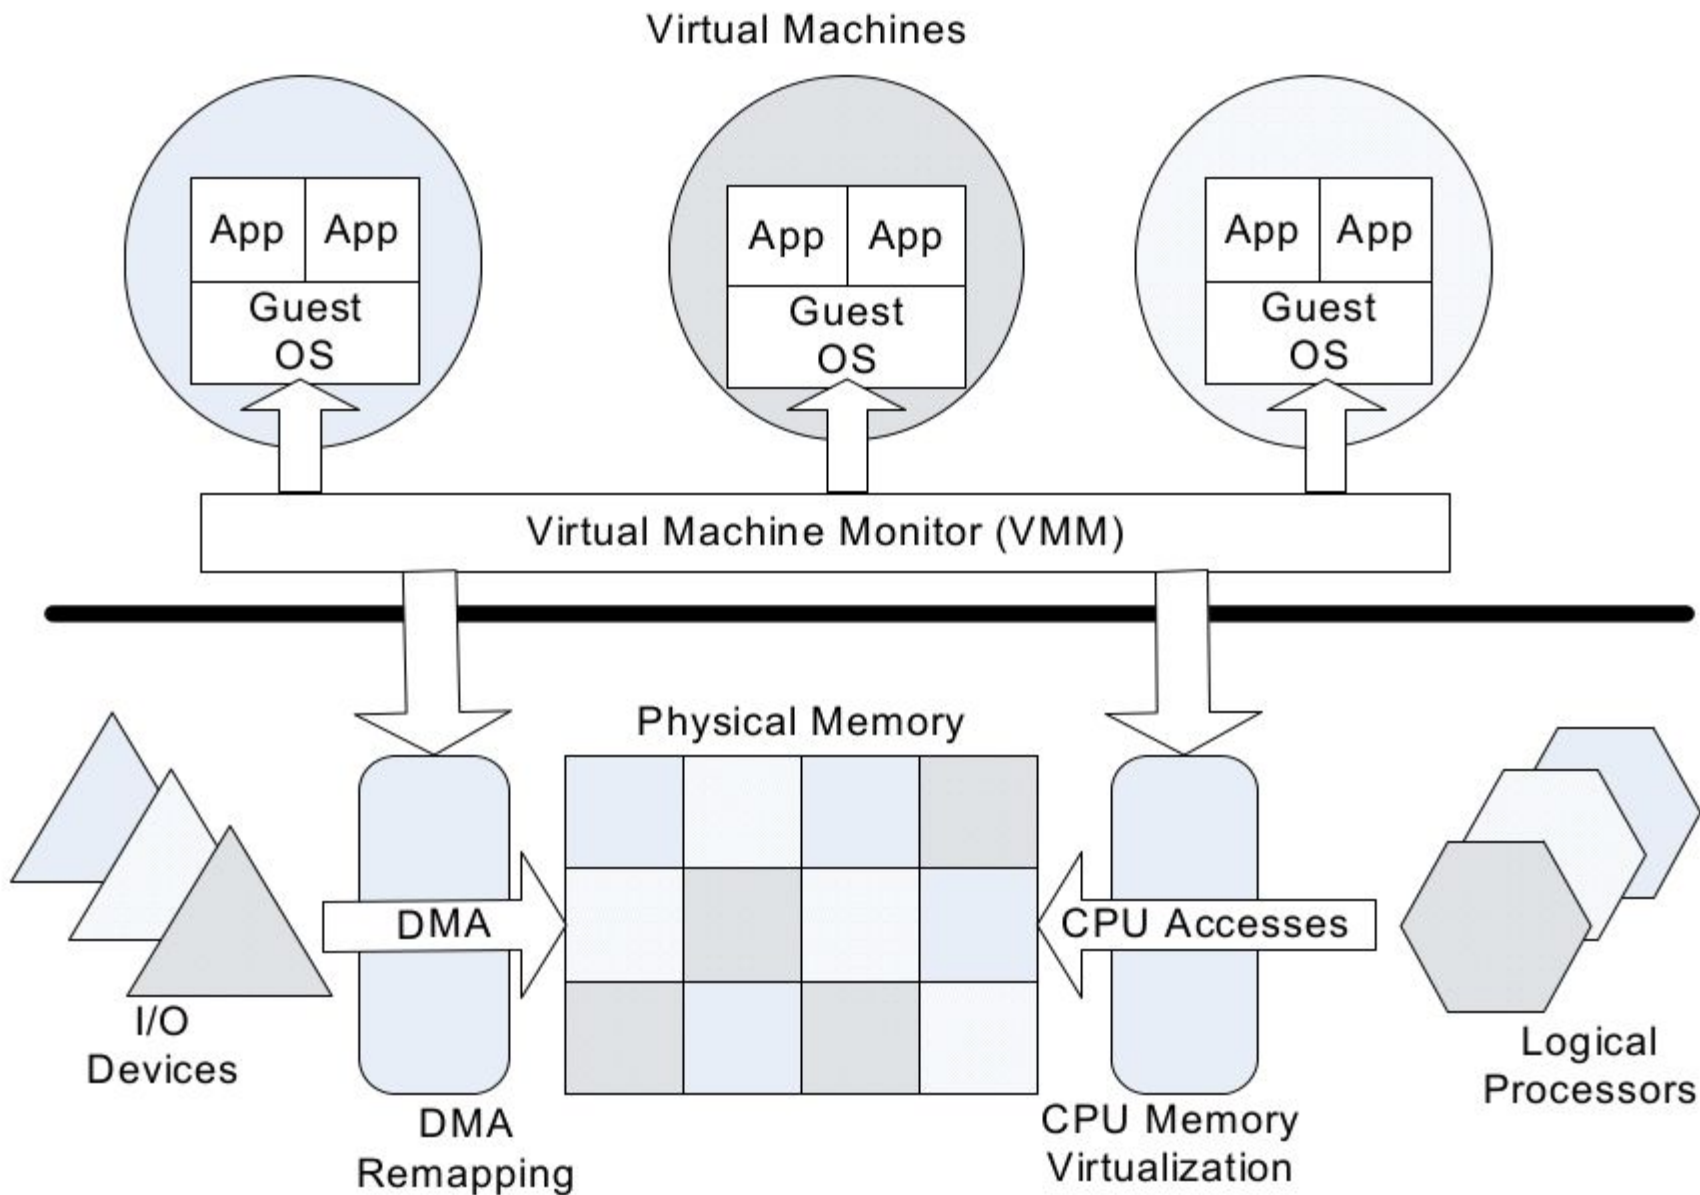 Virtual Machines
App App
Guest
OS
App App
Guest
OS
App App
Guest
OS
Virtual Machine Monitor (VMM)
Physical Memory
DMA
CPU Accesses
I/O
Devices
DMA
Remapping
CPU Memory
Virtualization
Logical
Processors